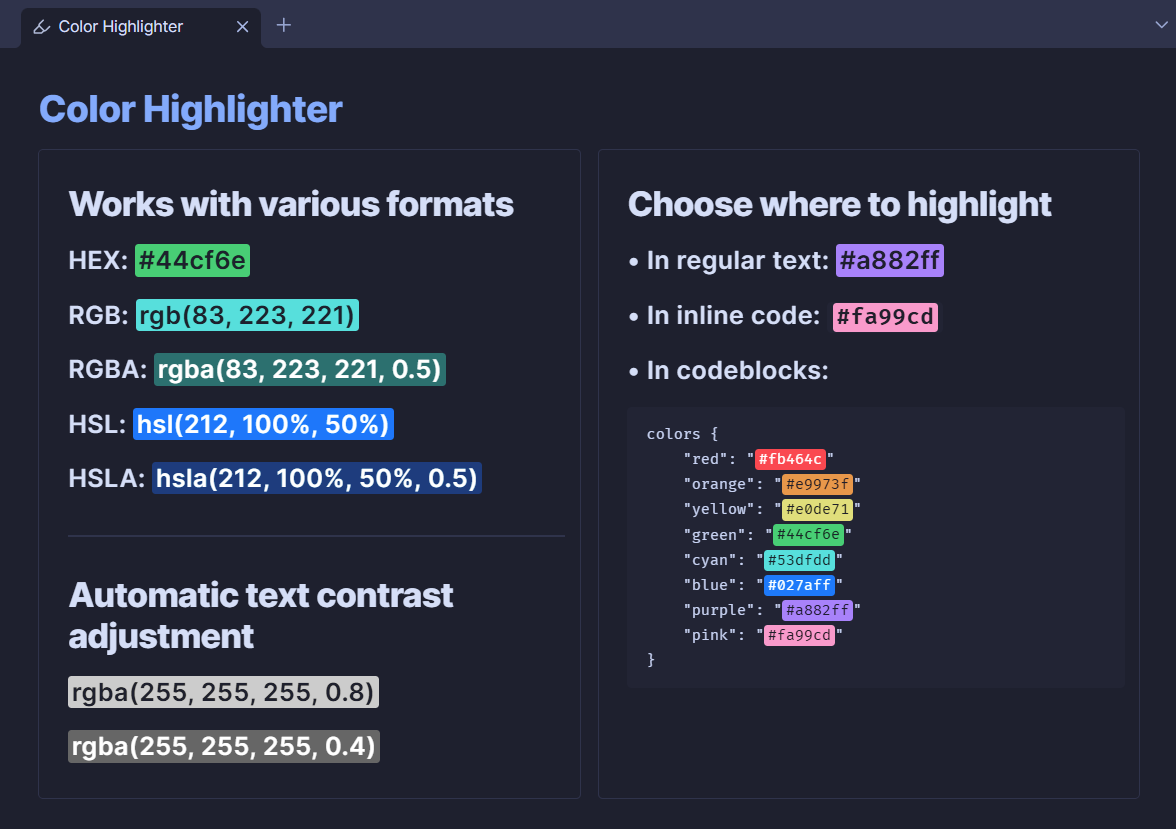 Color Highlighter
Color Highlighter
Works with various formats
HEX: #44cf6e
RGB: rgb(83, 223, 221)
RGBA: rgba(83, 223, 221, 0.5)
HSL: hsl(212, 100%, 50%)
HSLA: hsla(212, 100%, 50%, 0.5)
Automatic text contrast
adjustment
rgba(255, 255, 255, 0.8)
rgba(255, 255, 255, 0.4)
Choose where to highlight
• In regular text: #a882ff
• In inline code: #fa99cd
• In codeblocks:
colors {
    "red": "#fb464c"
    "orange": "#e9973f"
    "yellow": "#e0de71"
    "green": "#44cf6e"
    "cyan": "#53dfdd"
    "blue": "#027aff"
    "purple": "#a882ff"
    "pink": "#fa99cd"
}